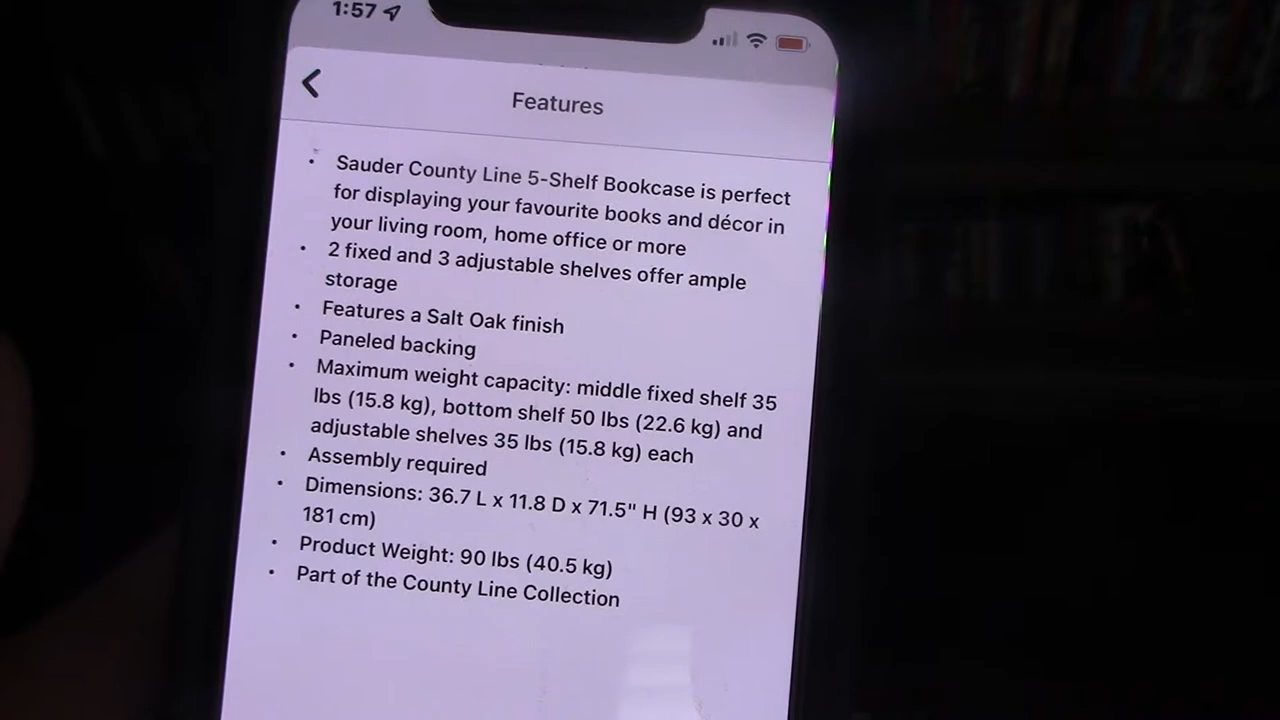 1:57
Features
• Sauder County Line 5-Shelf Bookcase is perfect
for displaying your favourite books and décor in
your living room, home office or more
• 2 fixed and 3 adjustable shelves offer ample
storage
• Features a Salt Oak finish
• Paneled backing
• Maximum weight capacity: middle fixed shelf 35
lbs (15.8 kg), bottom shelf 50 lbs (22.6 kg) and
adjustable shelves 35 lbs (15.8 kg) each
• Assembly required
• Dimensions: 36.7 L x 11.8 D x 71.5" H (93 x 30 x
181 cm)
• Product Weight: 90 lbs (40.5 kg)
• Part of the County Line Collection